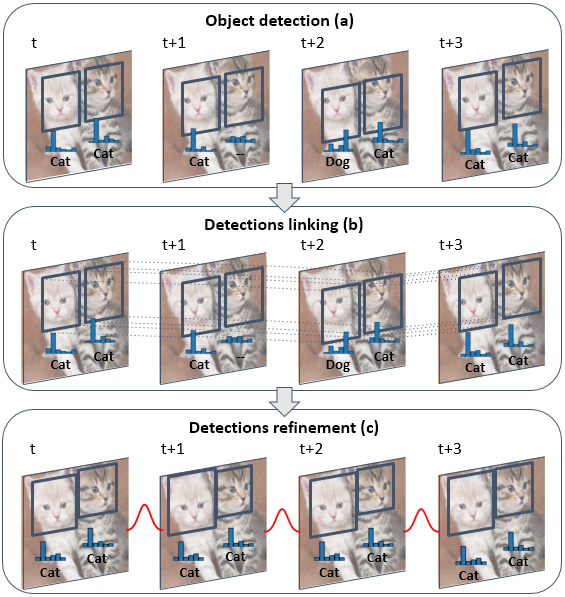 Object detection (a)
t t+1 t+2 t+3
Cat Cat Cat ... Dog Cat Cat Cat
Detections linking (b)
t t+1 t+2 t+3
Cat Cat Cat ... Dog Cat Cat Cat
Detections refinement (c)
t t+1 t+2 t+3
Cat Cat Cat Cat Cat Cat Cat Cat